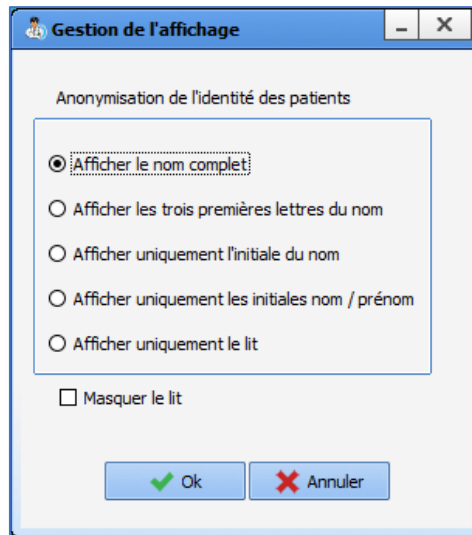 Gestion de l'affichage
Anonymisation de l'identité des patients
Afficher le nom complet
Afficher les trois premières lettres du nom
Afficher uniquement l'initiale du nom
Afficher uniquement les initiales nom / prénom
Afficher uniquement le lit
Masquer le lit
Ok
Annuler